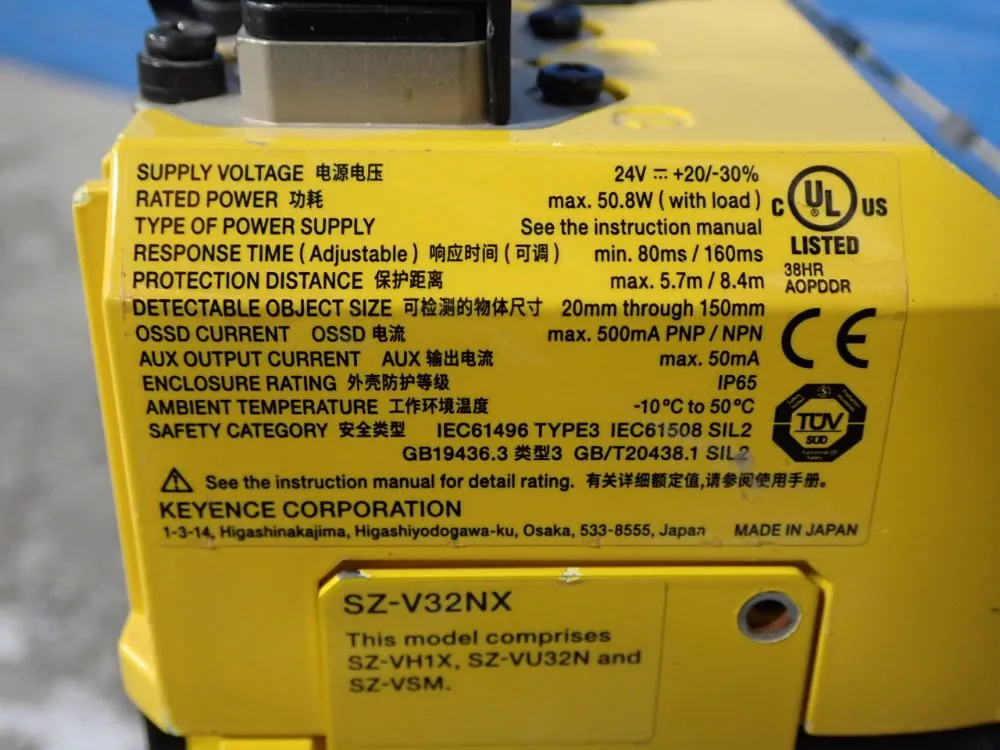 SUPPLY VOLTAGE 电源电压 24V ⎓ +20/-30%
RATED POWER 功耗 max. 50.8W ( with load )
TYPE OF POWER SUPPLY See the instruction manual
RESPONSE TIME ( Adjustable ) 响应时间 ( 可调 ) min. 80ms / 160ms
PROTECTION DISTANCE 保护距离 max. 5.7m / 8.4m
DETECTABLE OBJECT SIZE 可检测的物体尺寸 20mm through 150mm
OSSD CURRENT OSSD 电流 max. 500mA PNP / NPN
AUX OUTPUT CURRENT AUX 输出电流 max. 50mA
ENCLOSURE RATING 外壳防护等级 IP65
AMBIENT TEMPERATURE 工作环境温度 -10°C to 50°C
SAFETY CATEGORY 安全类型 IEC61496 TYPE3 IEC61508 SIL2
GB19436.3 类型3 GB/T20438.1 SIL2
See the instruction manual for detail rating. 有关详细额定值,请参阅使用手册。
KEYENCE CORPORATION
1-3-14, Higashinakajima, Higashiyodogawa-ku, Osaka, 533-8555, Japan MADE IN JAPAN
C UL ® US
LISTED
38HR
AOPDDR
CE
TÜV
SÜD
SZ-V32NX
This model comprises
SZ-VH1X, SZ-VU32N and
SZ-VSM.